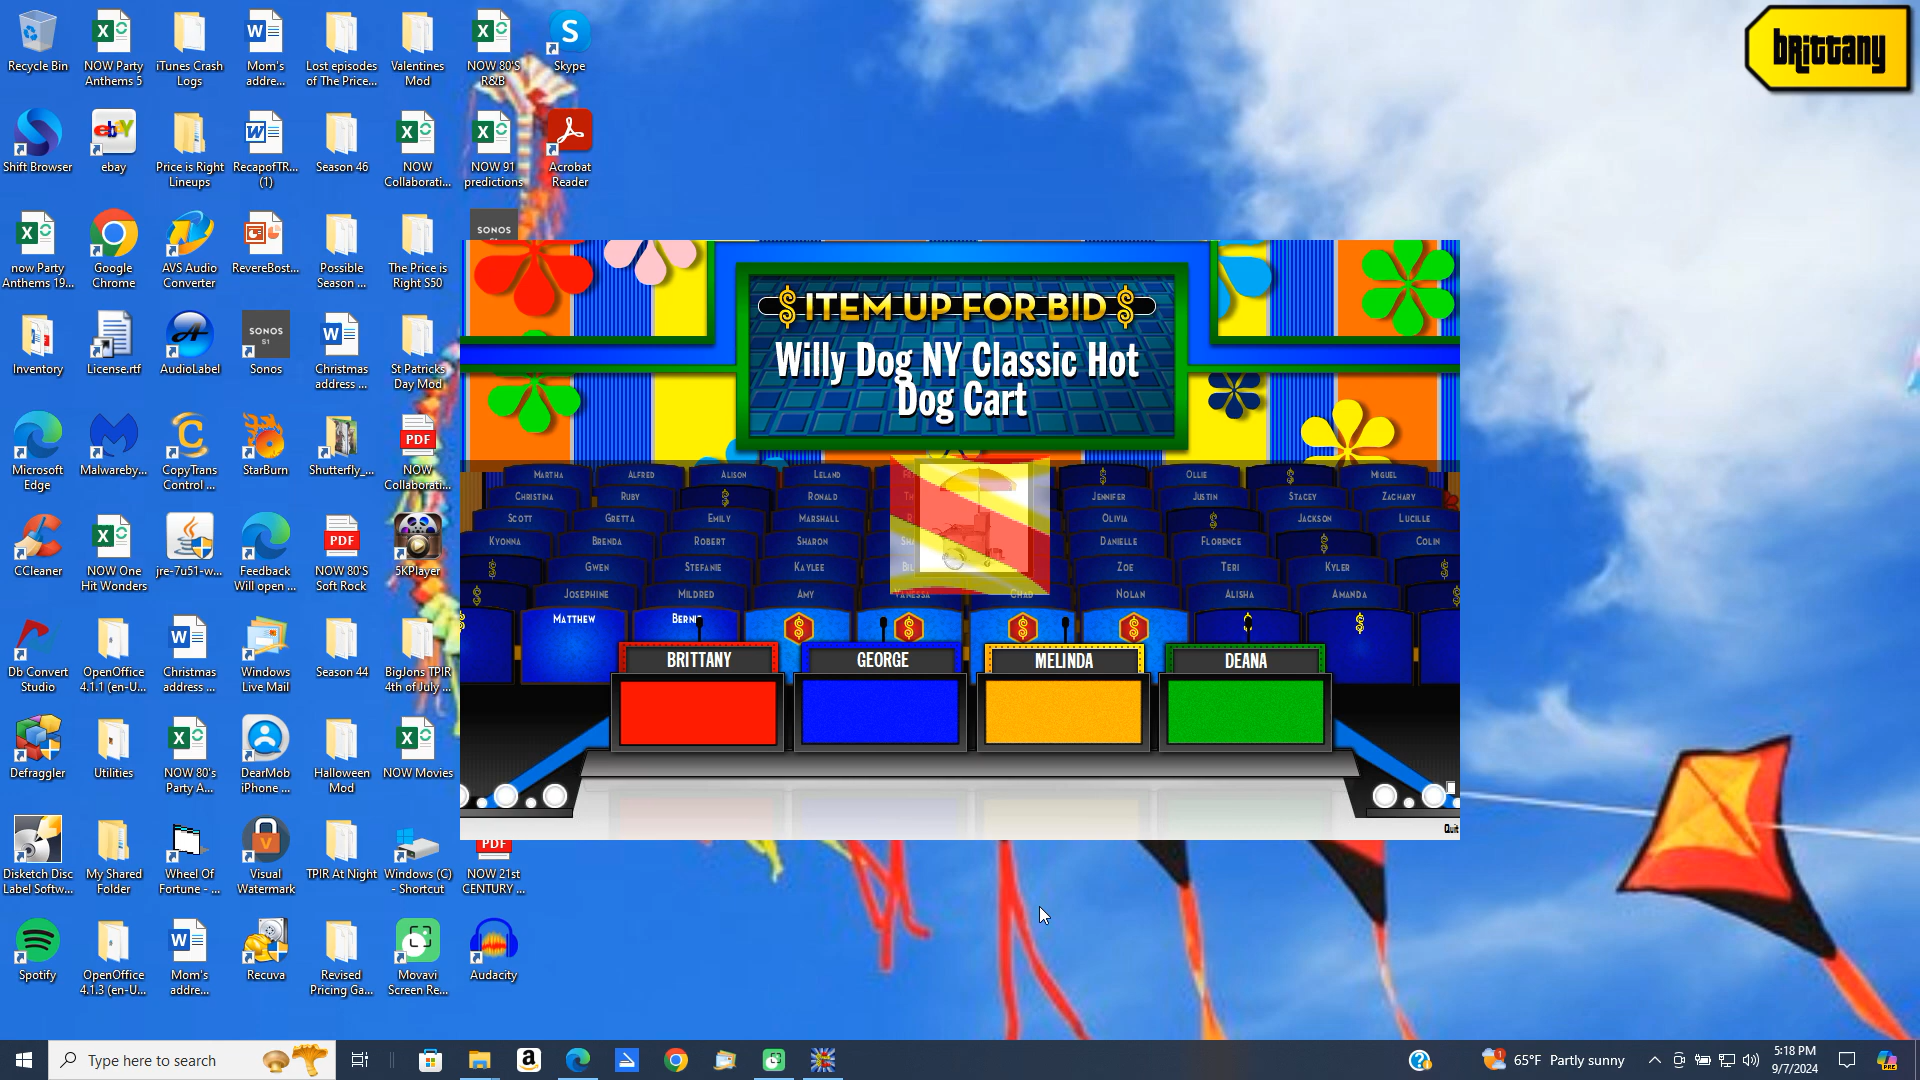 Recycle Bin
NOW Party
Anthems 5
iTunes Crash
Logs
Mom's
addre...
Lost episodes
of The Price...
Valentines
Mod
NOW 80'S
R&B
Skype
brittany
Shift Browser
ebay
Price is Right
Lineups
RecapofTR...
(1)
Season 46
NOW
Collaborati...
NOW 91
predictions
Acrobat
Reader
now Party
Anthems 19...
Google
Chrome
AVS Audio
Converter
RevereBost...
Possible
Season ...
The Price is
Right S50
SONOS
Inventory
License.rtf
AudioLabel
SONOS
S1
Sonos
Christmas
address ...
St Patricks
Day Mod
Microsoft
Edge
Malwareby...
CopyTrans
Control ...
StarBurn
Shutterfly_...
PDF
NOW
Collaborati...
CCleaner
NOW One
Hit Wonders
jre-7u51-w...
Feedback
Will open ...
PDF
NOW 80'S
Soft Rock
5KPlayer
Db Convert
Studio
OpenOffice
4.1.1 (en-U...
Christmas
address ...
Windows
Live Mail
Season 44
BigJons TPIR
4th of July ...
Defraggler
Utilities
NOW 80's
Party A...
DearMob
iPhone ...
Halloween
Mod
NOW Movies
Disketch Disc
Label Softw...
My Shared
Folder
Wheel Of
Fortune - ...
Visual
Watermark
TPIR At Night
Windows (C)
- Shortcut
PDF
NOW 21st
CENTURY ...
Spotify
OpenOffice
4.1.3 (en-U...
Mom's
addre...
Recuva
Revised
Pricing Ga...
Movavi
Screen Re...
Audacity
ITEM UP FOR BID
Willy Dog NY Classic Hot
Dog Cart
MARTHA ALFRED ALISON LELAND OLLIE MIGUEL
CHRISTINA RUBY RONALD JENNIFER JUSTIN STACEY ZACHARY
SCOTT GRETTA EMILY MARSHALL OLIVIA JACKSON LUCILLE
KYONNA BRENDA ROBERT SHARON DANIELLE FLORENCE COLIN
GWEN STEFANIE KAYLEE ZOE TERI KYLER
JOSEPHINE MILDRED AMY VANESSA CHAD NOLAN ALISHA AMANDA
MATTHEW BERNI
BRITTANY GEORGE MELINDA DEANA
Quit
Type here to search
65°F Partly sunny
5:18 PM
9/7/2024